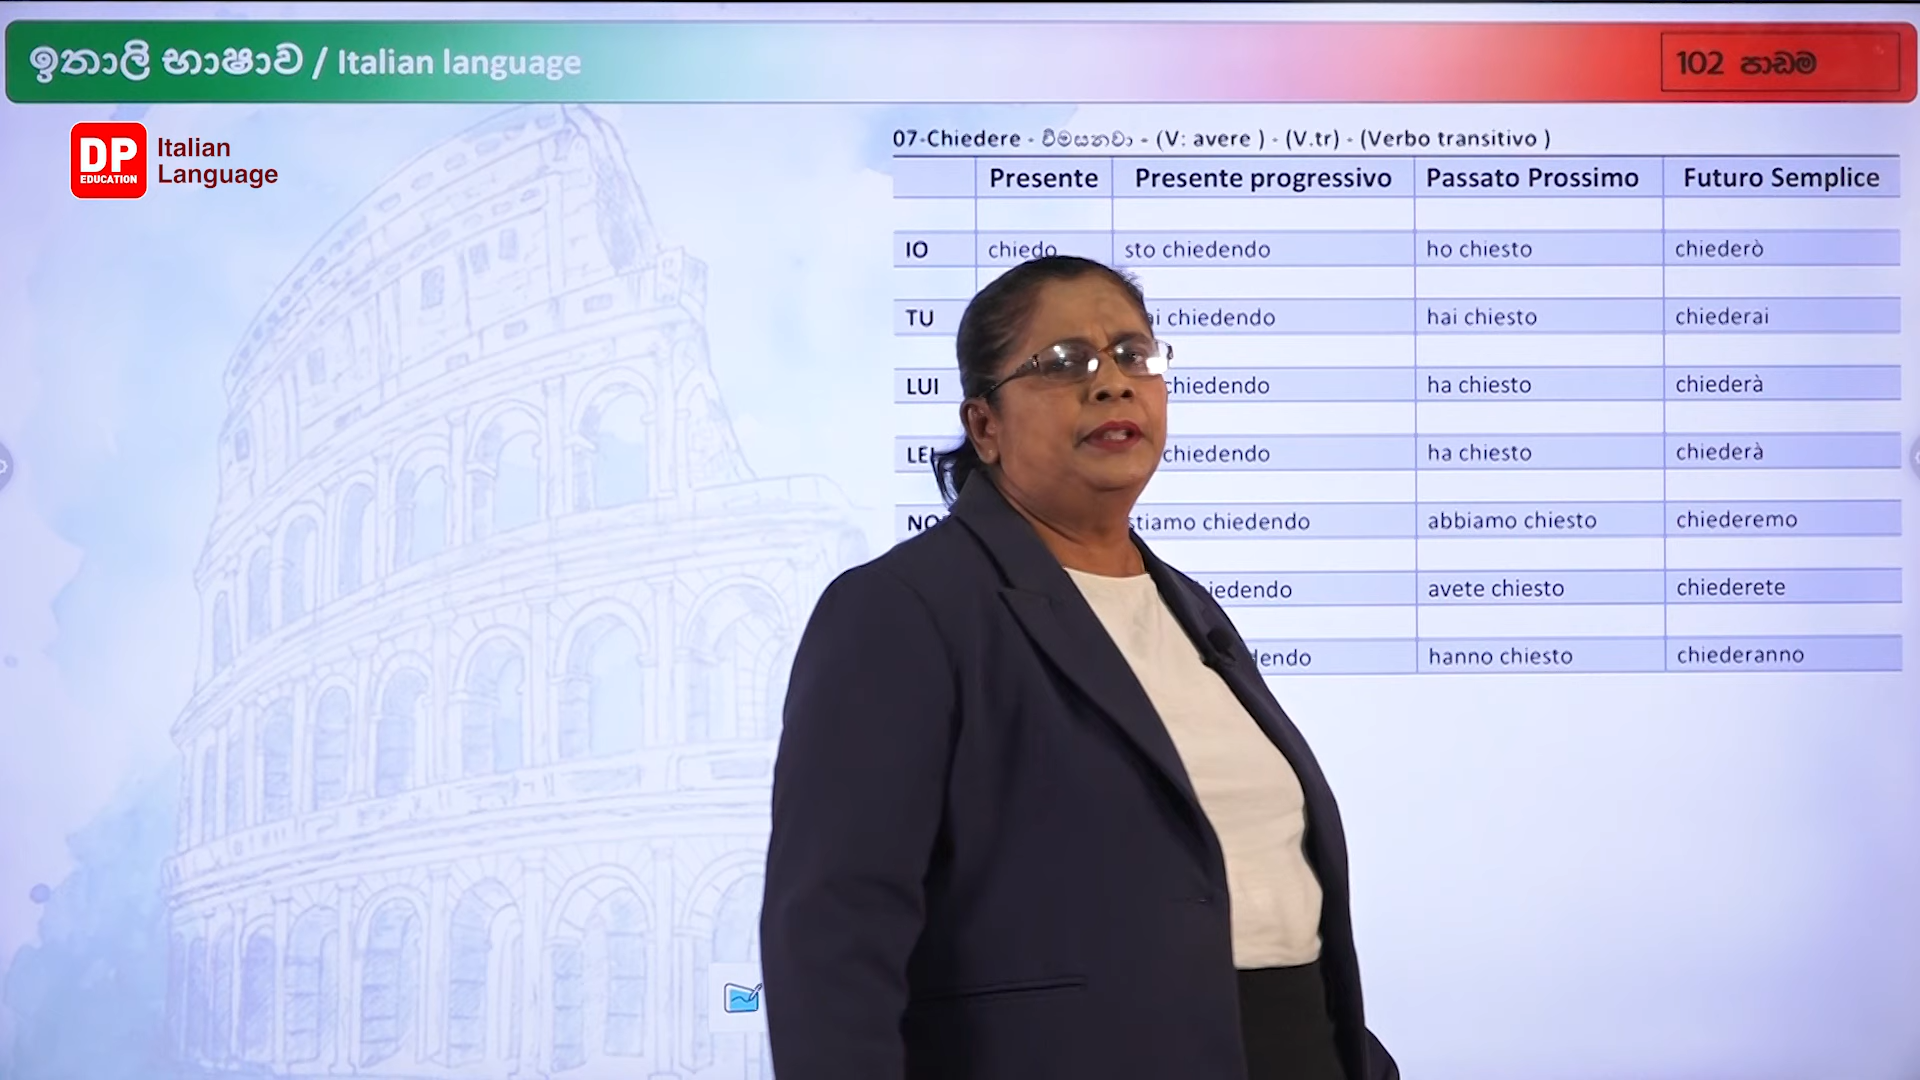 ඉතාලි භාෂාව / Italian language
102 පාඩම
DP
EDUCATION
Italian
Language
07-Chiedere - විමසනවා - (V: avere ) - (V.tr) - (Verbo transitivo )
Presente Presente progressivo Passato Prossimo Futuro Semplice
IO chiedo sto chiedendo ho chiesto chiederò
TU chiedendo hai chiesto chiederai
LUI chiedendo ha chiesto chiederà
LEI chiedendo ha chiesto chiederà
stiamo chiedendo abbiamo chiesto chiederemo
avete chiesto chiederete
hanno chiesto chiederanno